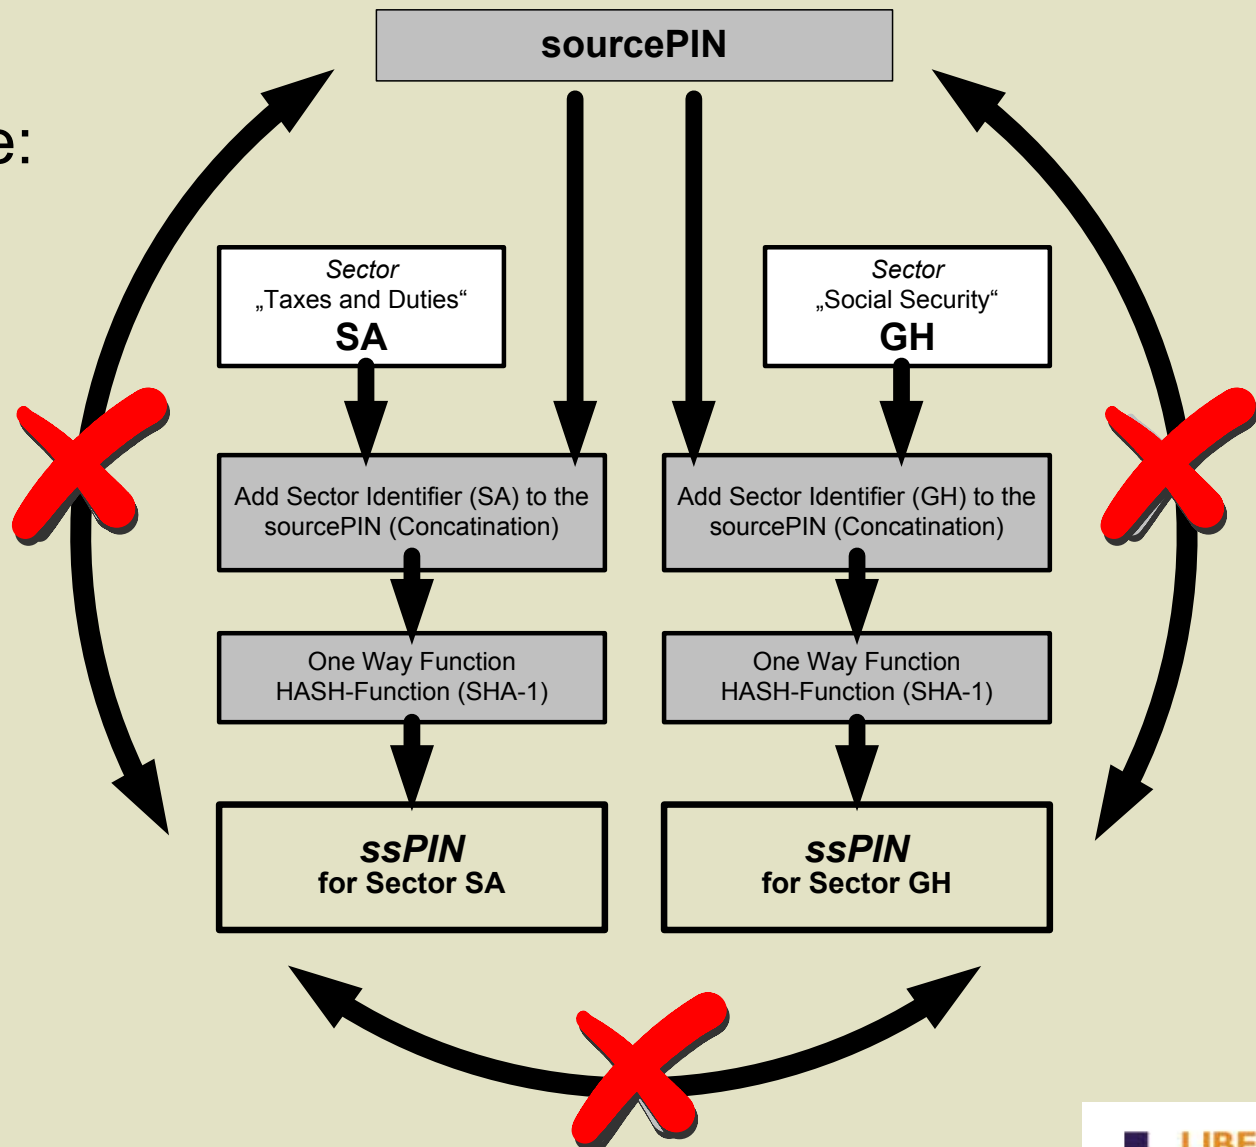 sourcePIN
e:
Sector
„Taxes and Duties“
SA
Sector
„Social Security“
GH
Add Sector Identifier (SA) to the
sourcePIN (Concatination)
Add Sector Identifier (GH) to the
sourcePIN (Concatination)
One Way Function
HASH-Function (SHA-1)
One Way Function
HASH-Function (SHA-1)
ssPIN
for Sector SA
ssPIN
for Sector GH